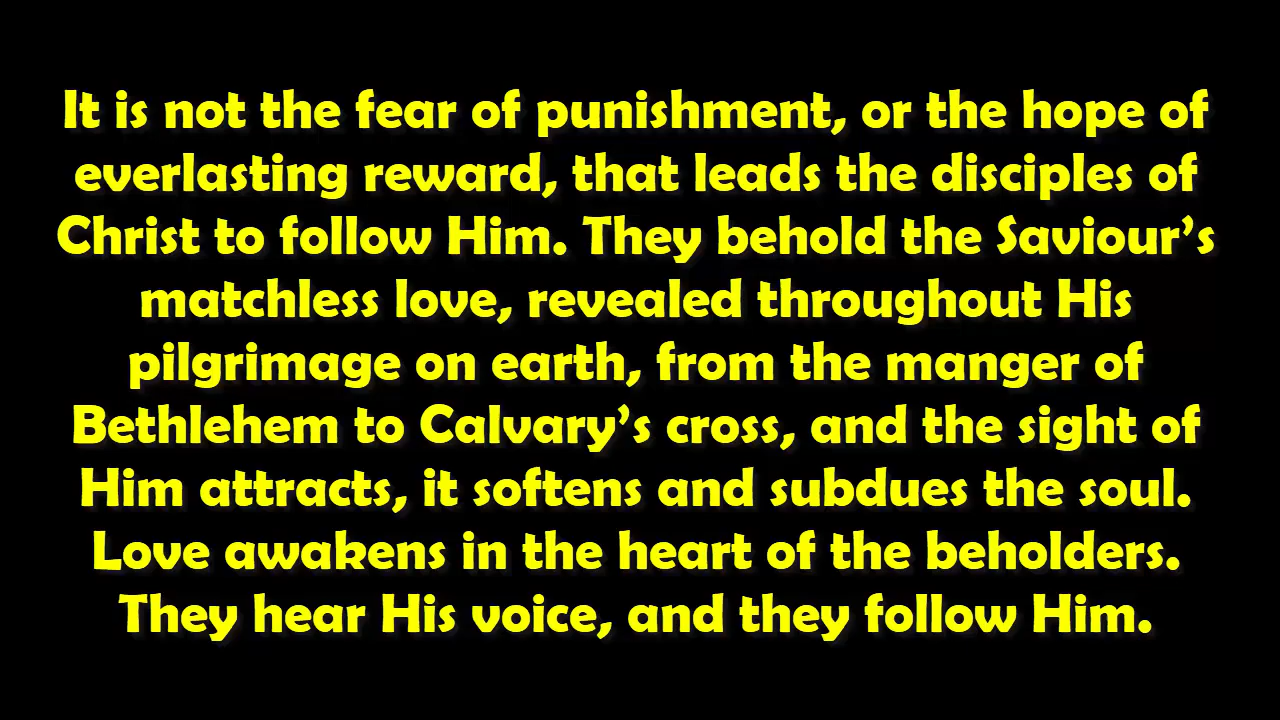 It is not the fear of punishment, or the hope of
everlasting reward, that leads the disciples of
Christ to follow Him. They behold the Saviour’s
matchless love, revealed throughout His
pilgrimage on earth, from the manger of
Bethlehem to Calvary’s cross, and the sight of
Him attracts, it softens and subdues the soul.
Love awakens in the heart of the beholders.
They hear His voice, and they follow Him.